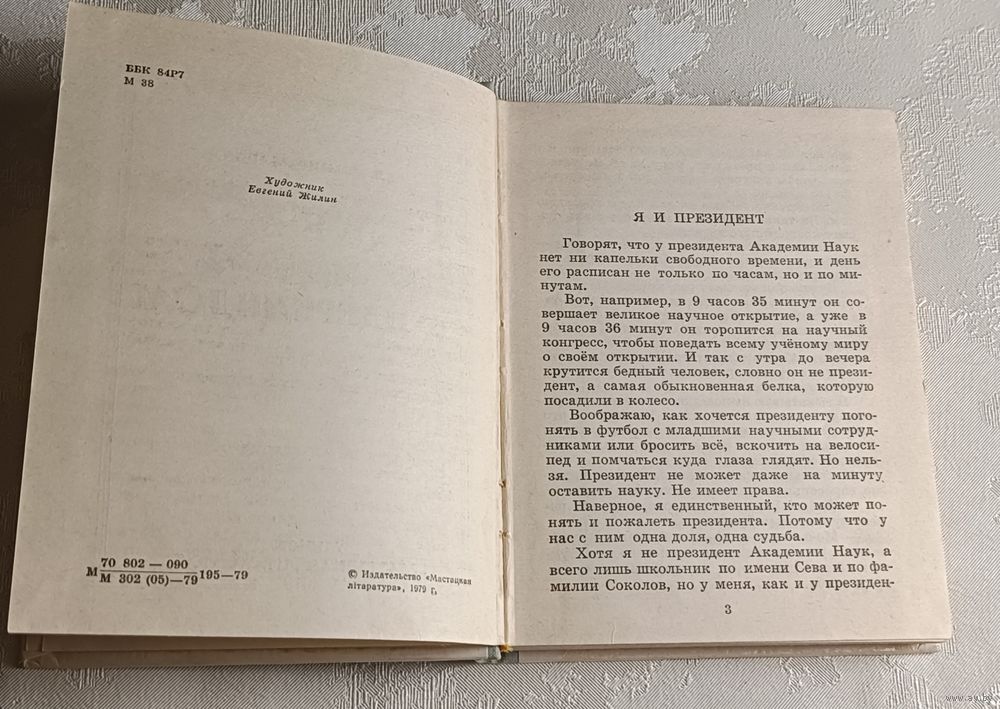 ББК 84Р7
М 38
Художник
Евгений Жилин
М 70 802 — 090
М 302 (05)—79 195—79
© Издательство «Мастацкая
літаратура», 1979 г.
Я И ПРЕЗИДЕНТ
Говорят, что у президента Академии Наук
нет ни капельки свободного времени, и день
его расписан не только по часам, но и по ми-
нутам.
Вот, например, в 9 часов 35 минут он со-
вершает великое научное открытие, а уже в
9 часов 36 минут он торопится на научный
конгресс, чтобы поведать всему учёному миру
о своём открытии. И так с утра до вечера
крутится бедный человек, словно он не прези-
дент, а самая обыкновенная белка, которую
посадили в колесо.
Воображаю, как хочется президенту пого-
нять в футбол с младшими научными сотруд-
никами или бросить всё, вскочить на велоси-
пед и помчаться куда глаза глядят. Но нель-
зя. Президент не может даже на минуту
оставить науку. Не имеет права.
Наверное, я единственный, кто может по-
нять и пожалеть президента. Потому что у
нас с ним одна доля, одна судьба.
Хотя я не президент Академии Наук, а
всего лишь школьник по имени Сева и по фа-
милии Соколов, но у меня, как и у президен-
3
www.ay.by